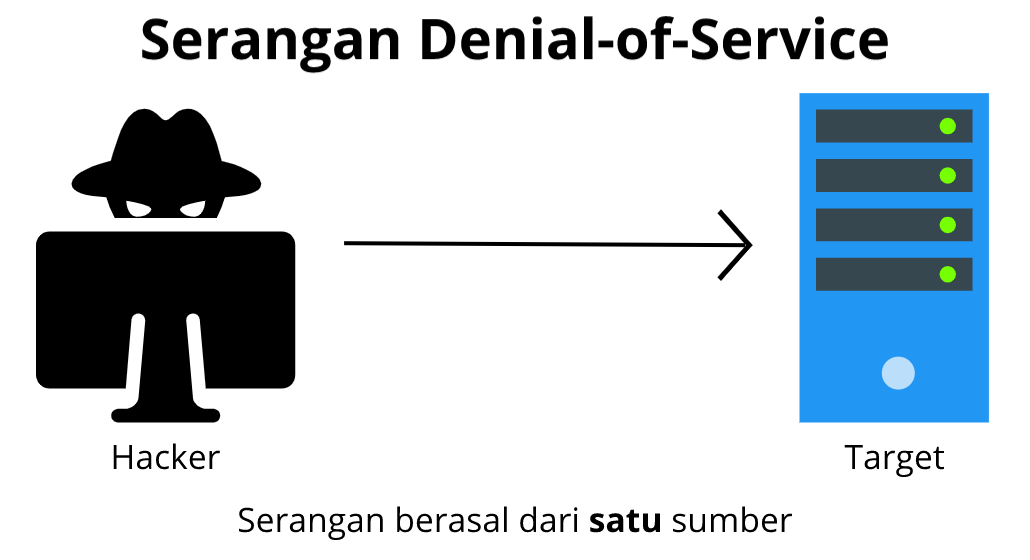 Serangan Denial-of-Service
Hacker
Target
Serangan berasal dari satu sumber